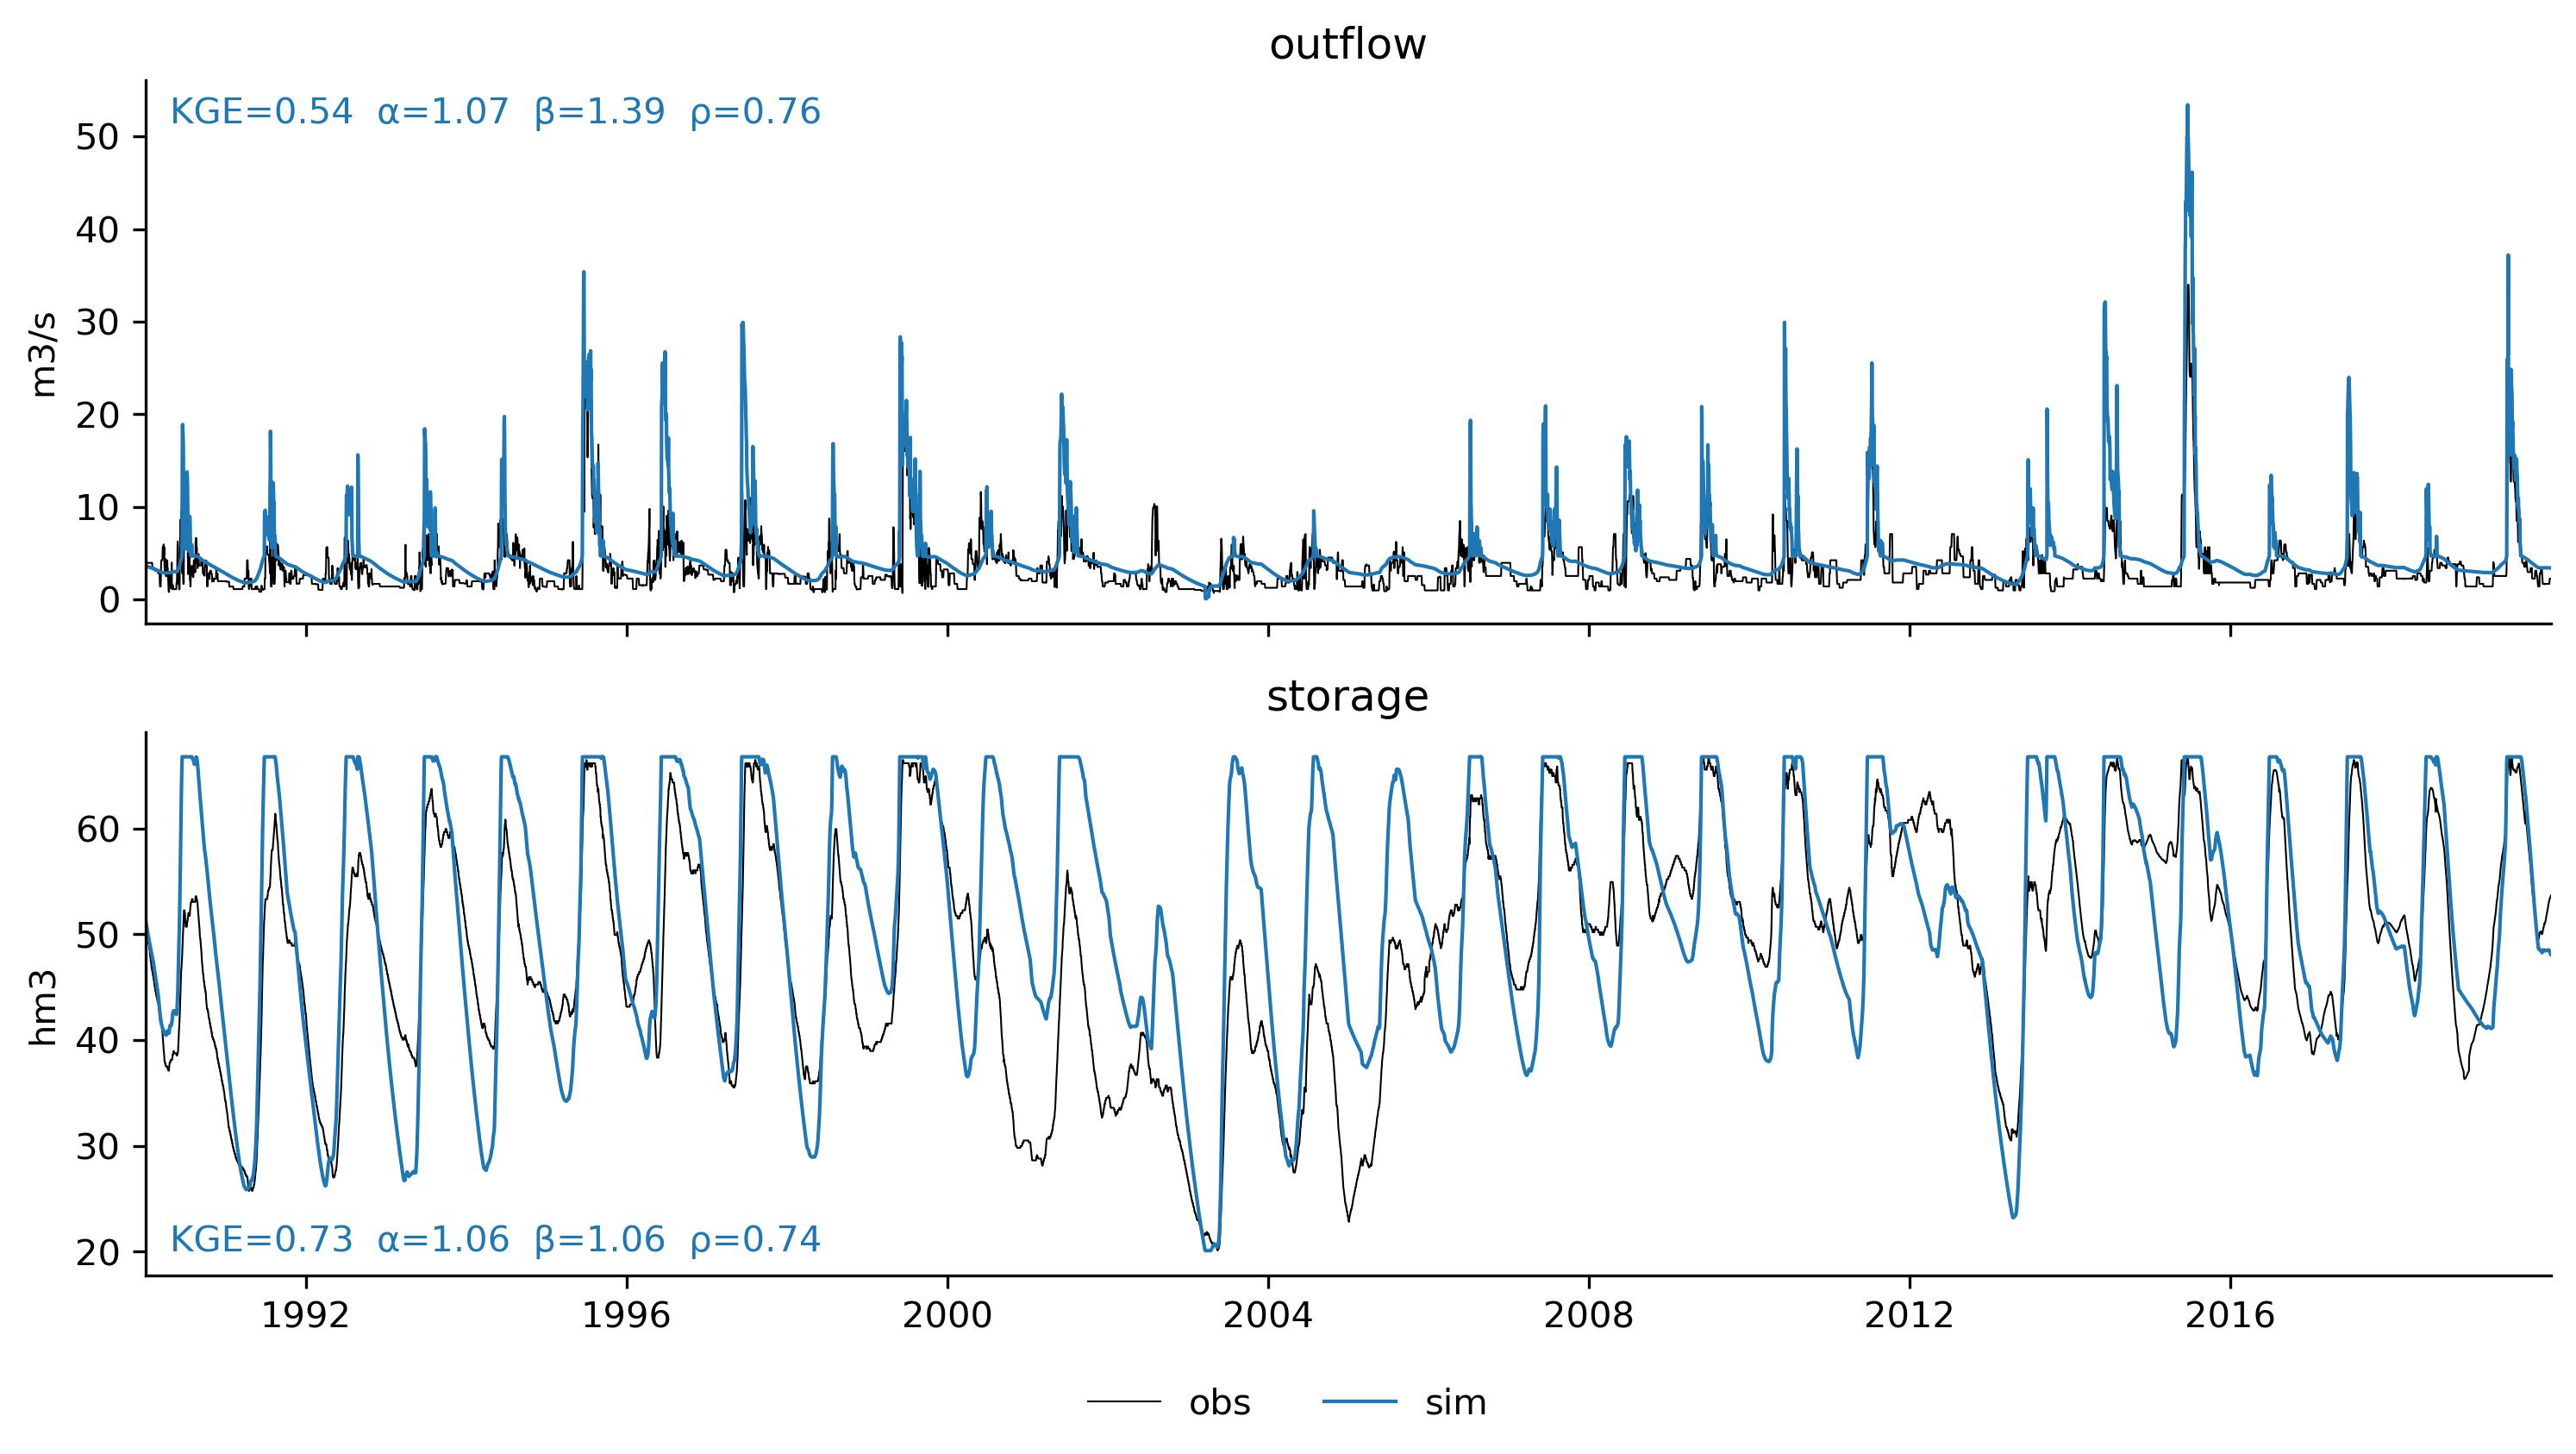 outflow
KGE=0.54 α=1.07 β=1.39 ρ=0.76
50
40
30
20
10
0
m3/s
storage
60
50
40
30
20
hm3
KGE=0.73 α=1.06 β=1.06 ρ=0.74
1992 1996 2000 2004 2008 2012 2016
obs sim